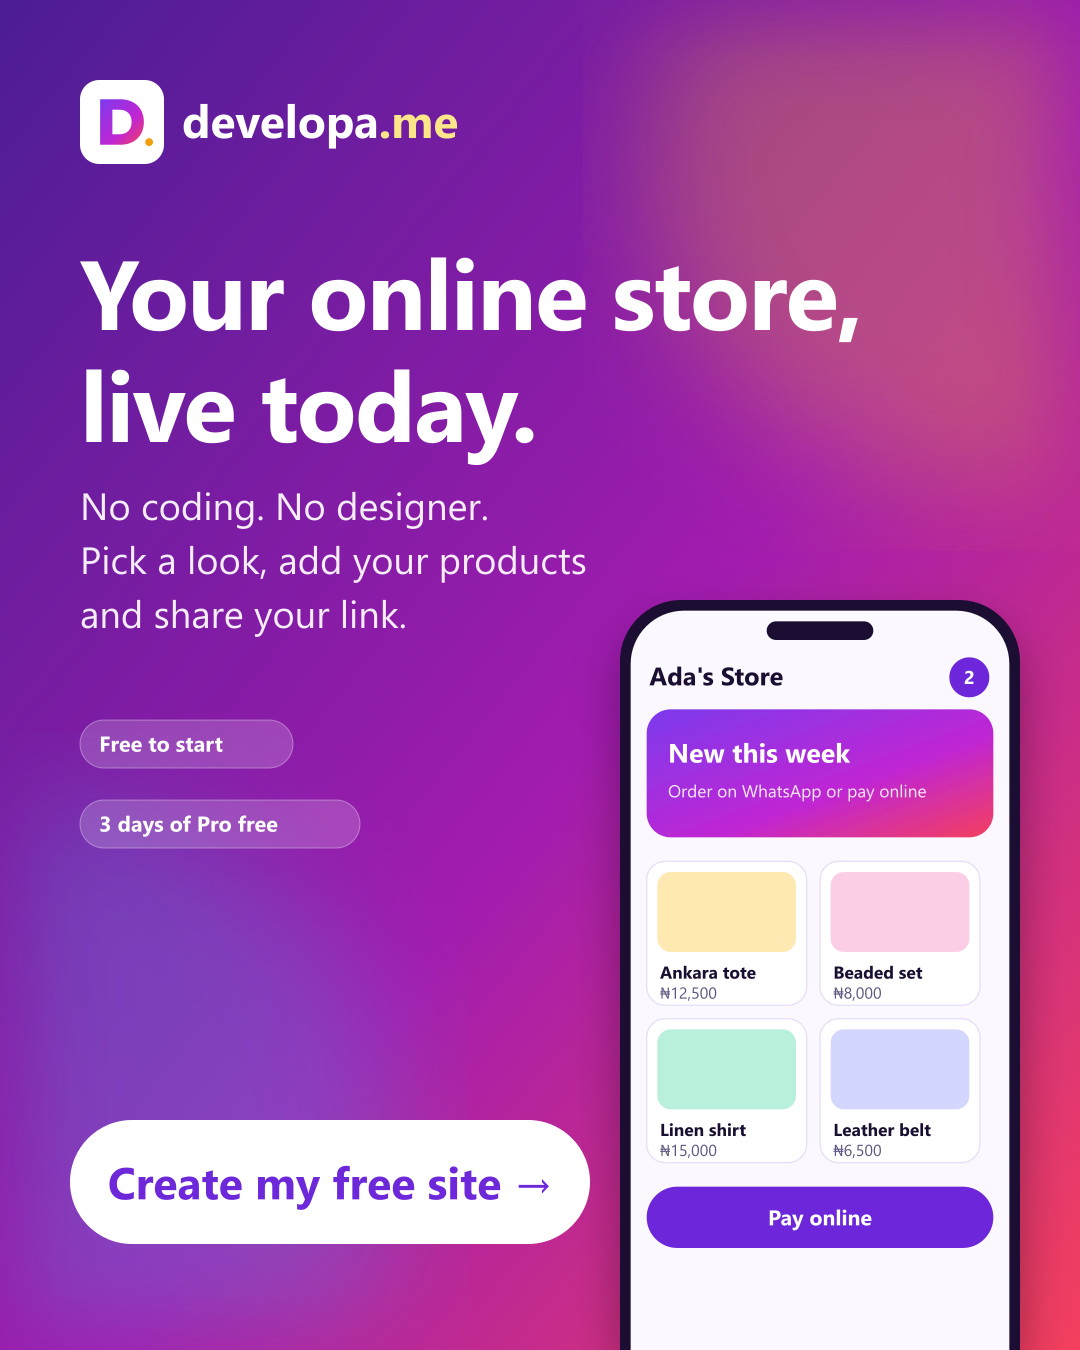 D.
developa.me
Your online store,
live today.
No coding. No designer.
Pick a look, add your products
and share your link.
Free to start
3 days of Pro free
Create my free site →
Ada's Store
2
New this week
Order on WhatsApp or pay online
Ankara tote
₦12,500
Beaded set
₦8,000
Linen shirt
₦15,000
Leather belt
₦6,500
Pay online